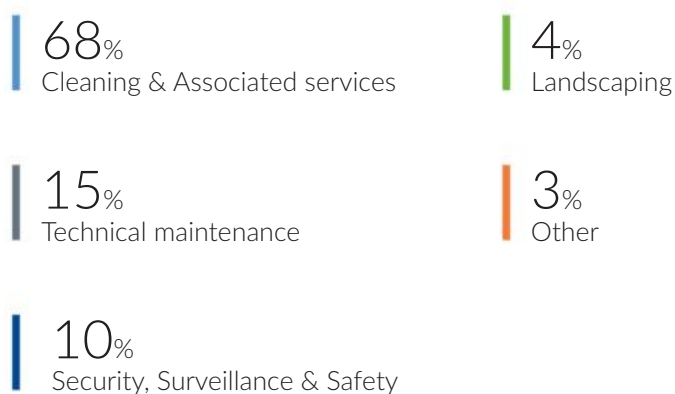 68%
Cleaning & Associated services
15%
Technical maintenance
10%
Security, Surveillance & Safety
4%
Landscaping
3%
Other